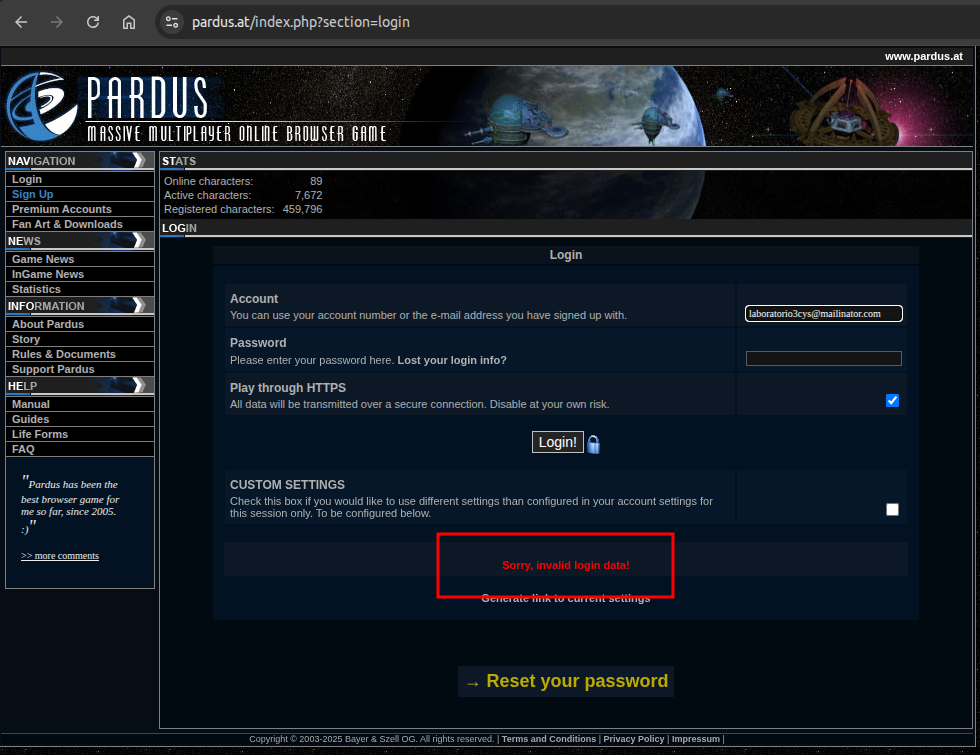 pardus.at/index.php?section=login
www.pardus.at
PARDUS
MASSIVE MULTIPLAYER ONLINE BROWSER GAME
NAVIGATION
Login
Sign Up
Premium Accounts
Fan Art & Downloads
NEWS
Game News
InGame News
Statistics
INFORMATION
About Pardus
Story
Rules & Documents
Support Pardus
HELP
Manual
Guides
Life Forms
FAQ
"Pardus has been the
best browser game for
me so far, since 2005.
:)"
>> more comments
STATS
Online characters: 89
Active characters: 7,672
Registered characters: 459,796
LOGIN
Login
Account
You can use your account number or the e-mail address you have signed up with.
laboratorio3cys@mailinator.com
Password
Please enter your password here. Lost your login info?
Play through HTTPS
All data will be transmitted over a secure connection. Disable at your own risk.
Login!
CUSTOM SETTINGS
Check this box if you would like to use different settings than configured in your account settings for
this session only. To be configured below.
Sorry, invalid login data!
Generate link to current settings
→ Reset your password
Copyright © 2003-2025 Bayer & Szell OG. All rights reserved. | Terms and Conditions | Privacy Policy | Impressum |